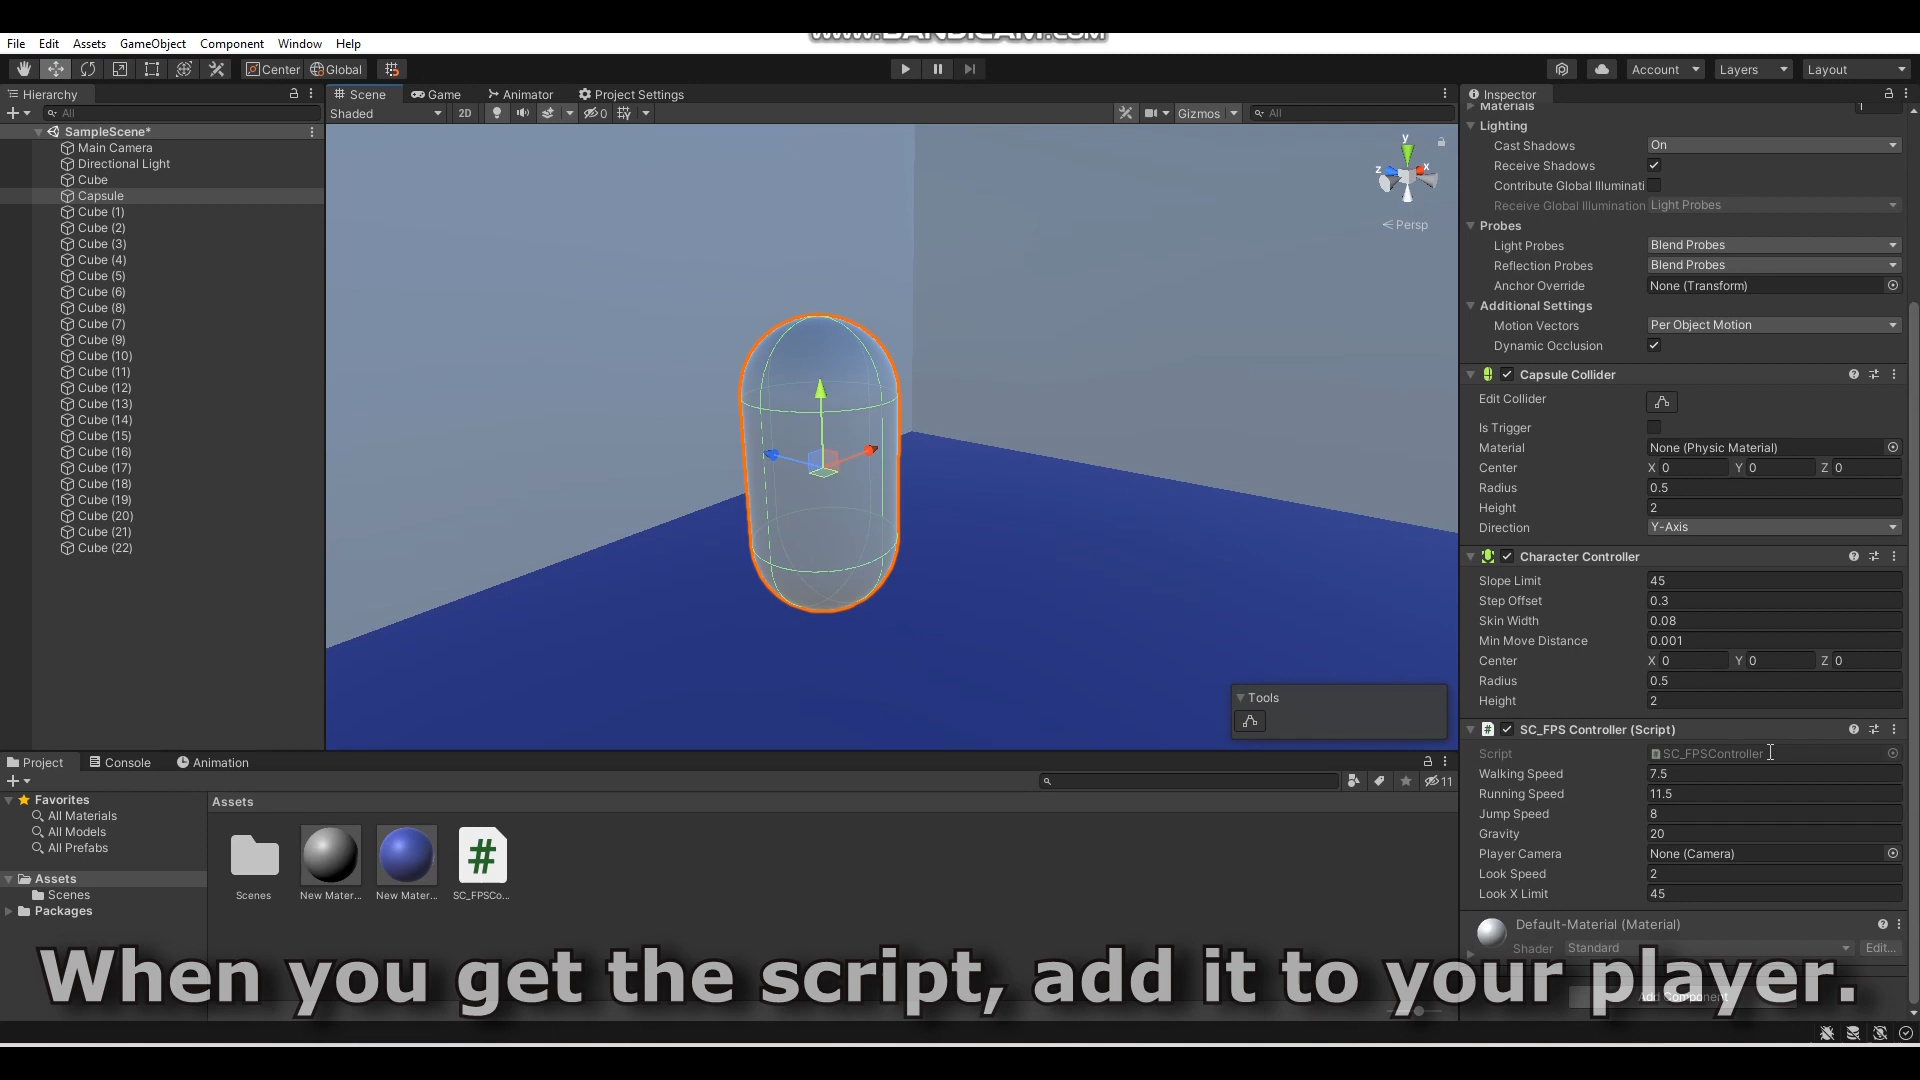 www.BANDICAM.com
File Edit Assets GameObject Component Window Help
Center Global Account Layers Layout
Hierarchy
All
SampleScene*
Main Camera
Directional Light
Cube
Capsule
Cube (1)
Cube (2)
Cube (3)
Cube (4)
Cube (5)
Cube (6)
Cube (8)
Cube (7)
Cube (9)
Cube (10)
Cube (11)
Cube (12)
Cube (13)
Cube (14)
Cube (15)
Cube (16)
Cube (17)
Cube (18)
Cube (19)
Cube (20)
Cube (21)
Cube (22)
Scene Game Animator Project Settings
Shaded 2D Gizmos All
y
z x
Persp
Tools
Inspector
Materials 1
Lighting
Cast Shadows On
Receive Shadows
Contribute Global Illuminati
Receive Global Illumination Light Probes
Probes
Light Probes Blend Probes
Reflection Probes Blend Probes
Anchor Override None (Transform)
Additional Settings
Motion Vectors Per Object Motion
Dynamic Occlusion
Capsule Collider
Edit Collider
Is Trigger
Material None (Physic Material)
Center X 0 Y 0 Z 0
Radius 0.5
Height 2
Direction Y-Axis
Character Controller
Slope Limit 45
Step Offset 0.3
Skin Width 0.08
Min Move Distance 0.001
Center X 0 Y 0 Z 0
Radius 0.5
Height 2
# SC_FPS Controller (Script)
Script SC_FPSController
Walking Speed 7.5
Running Speed 11.5
Jump Speed 8
Gravity 20
Player Camera None (Camera)
Look Speed 2
Look X Limit 45
Default-Material (Material)
Shader Standard Edit...
Add Component
Project Console Animation
11
Favorites
All Materials
All Models
All Prefabs
Assets
Scenes
Packages
Assets
#
Scenes New Mater... New Mater... SC_FPSCo...
When you get the script, add it to your player.